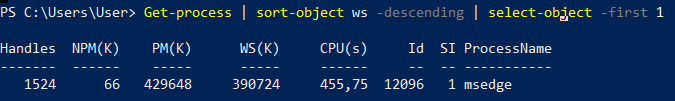 PS C:\Users\User> Get-process | sort-object ws -descending | select-object -first 1
Handles NPM(K) PM(K) WS(K) CPU(s) Id SI ProcessName
------- ------ ----- ----- ------ -- -- -----------
1524 66 429648 390724 455,75 12096 1 msedge